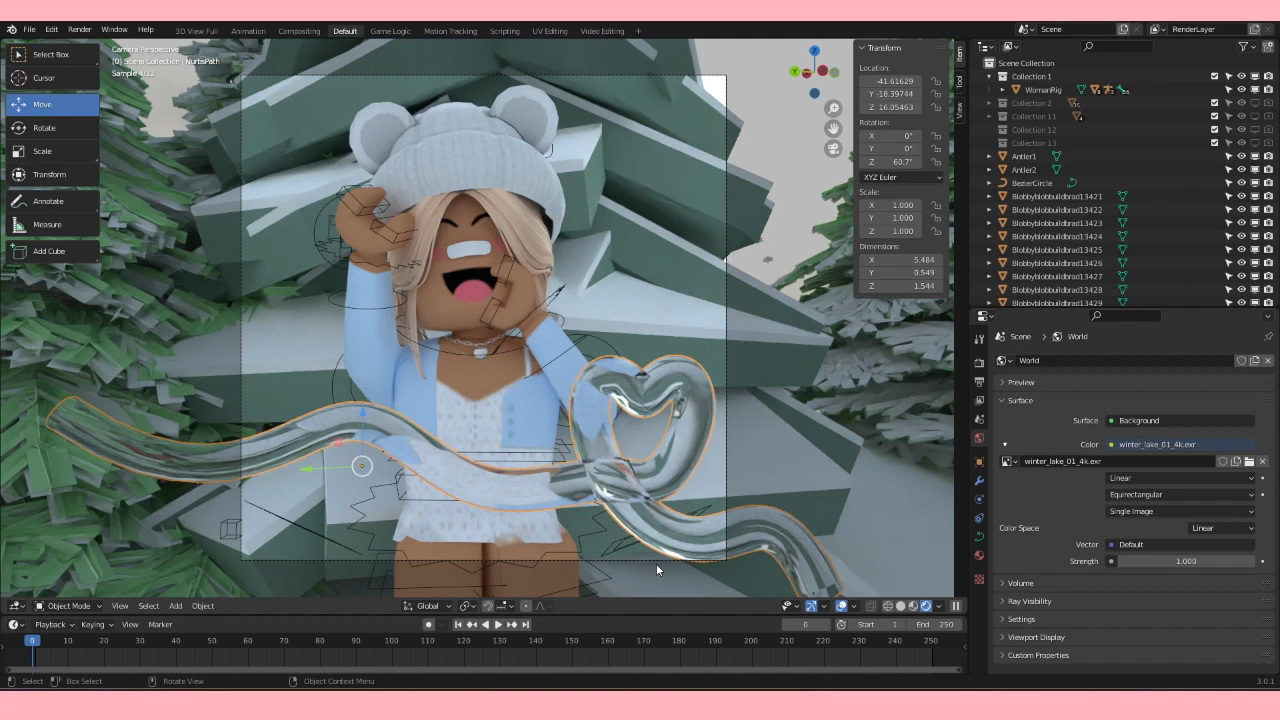 File Edit Render Window Help 3D View Full Animation Compositing Default Game Logic Motion Tracking Scripting UV Editing Video Editing + Scene RenderLayer
Select Box
Cursor
Move
Rotate
Scale
Transform
Annotate
Measure
Add Cube
Camera Perspective
(0) Scene Collection | NurbsPath
Sample 4/32
Y
Z
Transform
Location:
-41.61629
Y -18.39744
Z 16.05463
Rotation:
X 0°
Y 0°
Z 60.7°
XYZ Euler
Scale:
X 1.000
Y 1.000
Z 1.000
Dimensions:
X 5.484
Y 0.549
Z 1.544
Item
Tool
View
Scene Collection
Collection 1
WomanRig
Collection 2
Collection 11
Collection 12
Collection 13
Antler1
Antler2
BezierCircle
Blobbyblobbuildbrad13421
Blobbyblobbuildbrad13422
Blobbyblobbuildbrad13423
Blobbyblobbuildbrad13424
Blobbyblobbuildbrad13425
Blobbyblobbuildbrad13426
Blobbyblobbuildbrad13427
Blobbyblobbuildbrad13428
Blobbyblobbuildbrad13429
Scene World
World
Preview
Surface
Surface Background
Color winter_lake_01_4k.exr
winter_lake_01_4k.exr
Linear
Equirectangular
Single Image
Color Space Linear
Vector Default
Strength 1.000
Volume
Ray Visibility
Settings
Viewport Display
Custom Properties
Object Mode View Select Add Object Global
Playback Keying View Marker 0 Start 1 End 250
0 10 20 30 40 50 60 70 80 90 100 110 120 130 140 150 160 170 180 190 200 210 220 230 240 250
Select Box Select Rotate View Object Context Menu 3.0.1